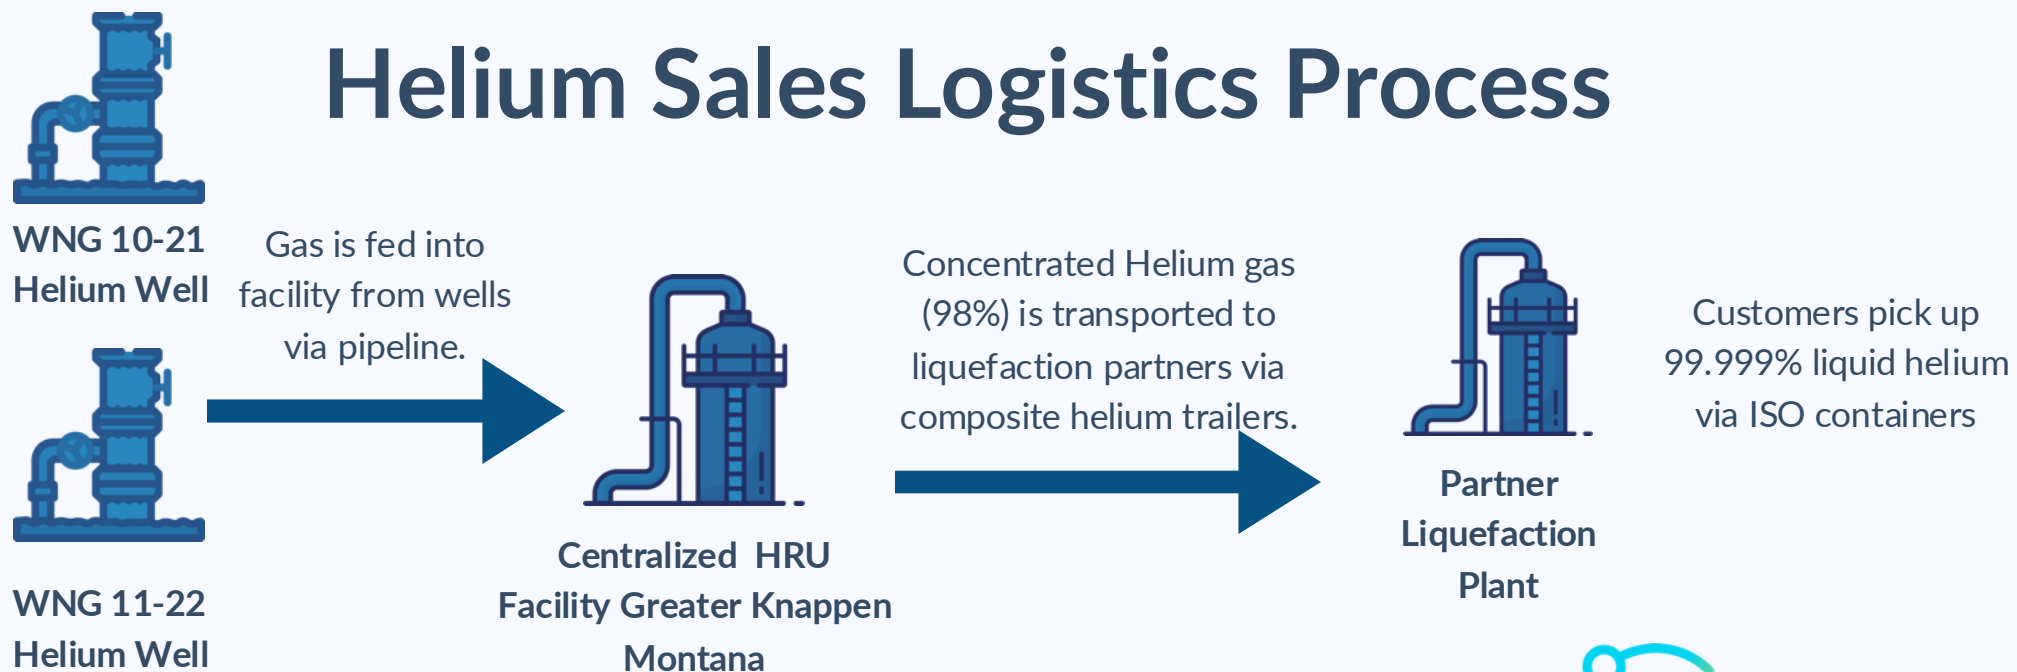 Helium Sales Logistics Process
WNG 10-21
Helium Well
Gas is fed into
facility from wells
via pipeline.
WNG 11-22
Helium Well
Centralized HRU
Facility Greater Knappen
Montana
Concentrated Helium gas
(98%) is transported to
liquefaction partners via
composite helium trailers.
Partner
Liquefaction
Plant
Customers pick up
99.999% liquid helium
via ISO containers